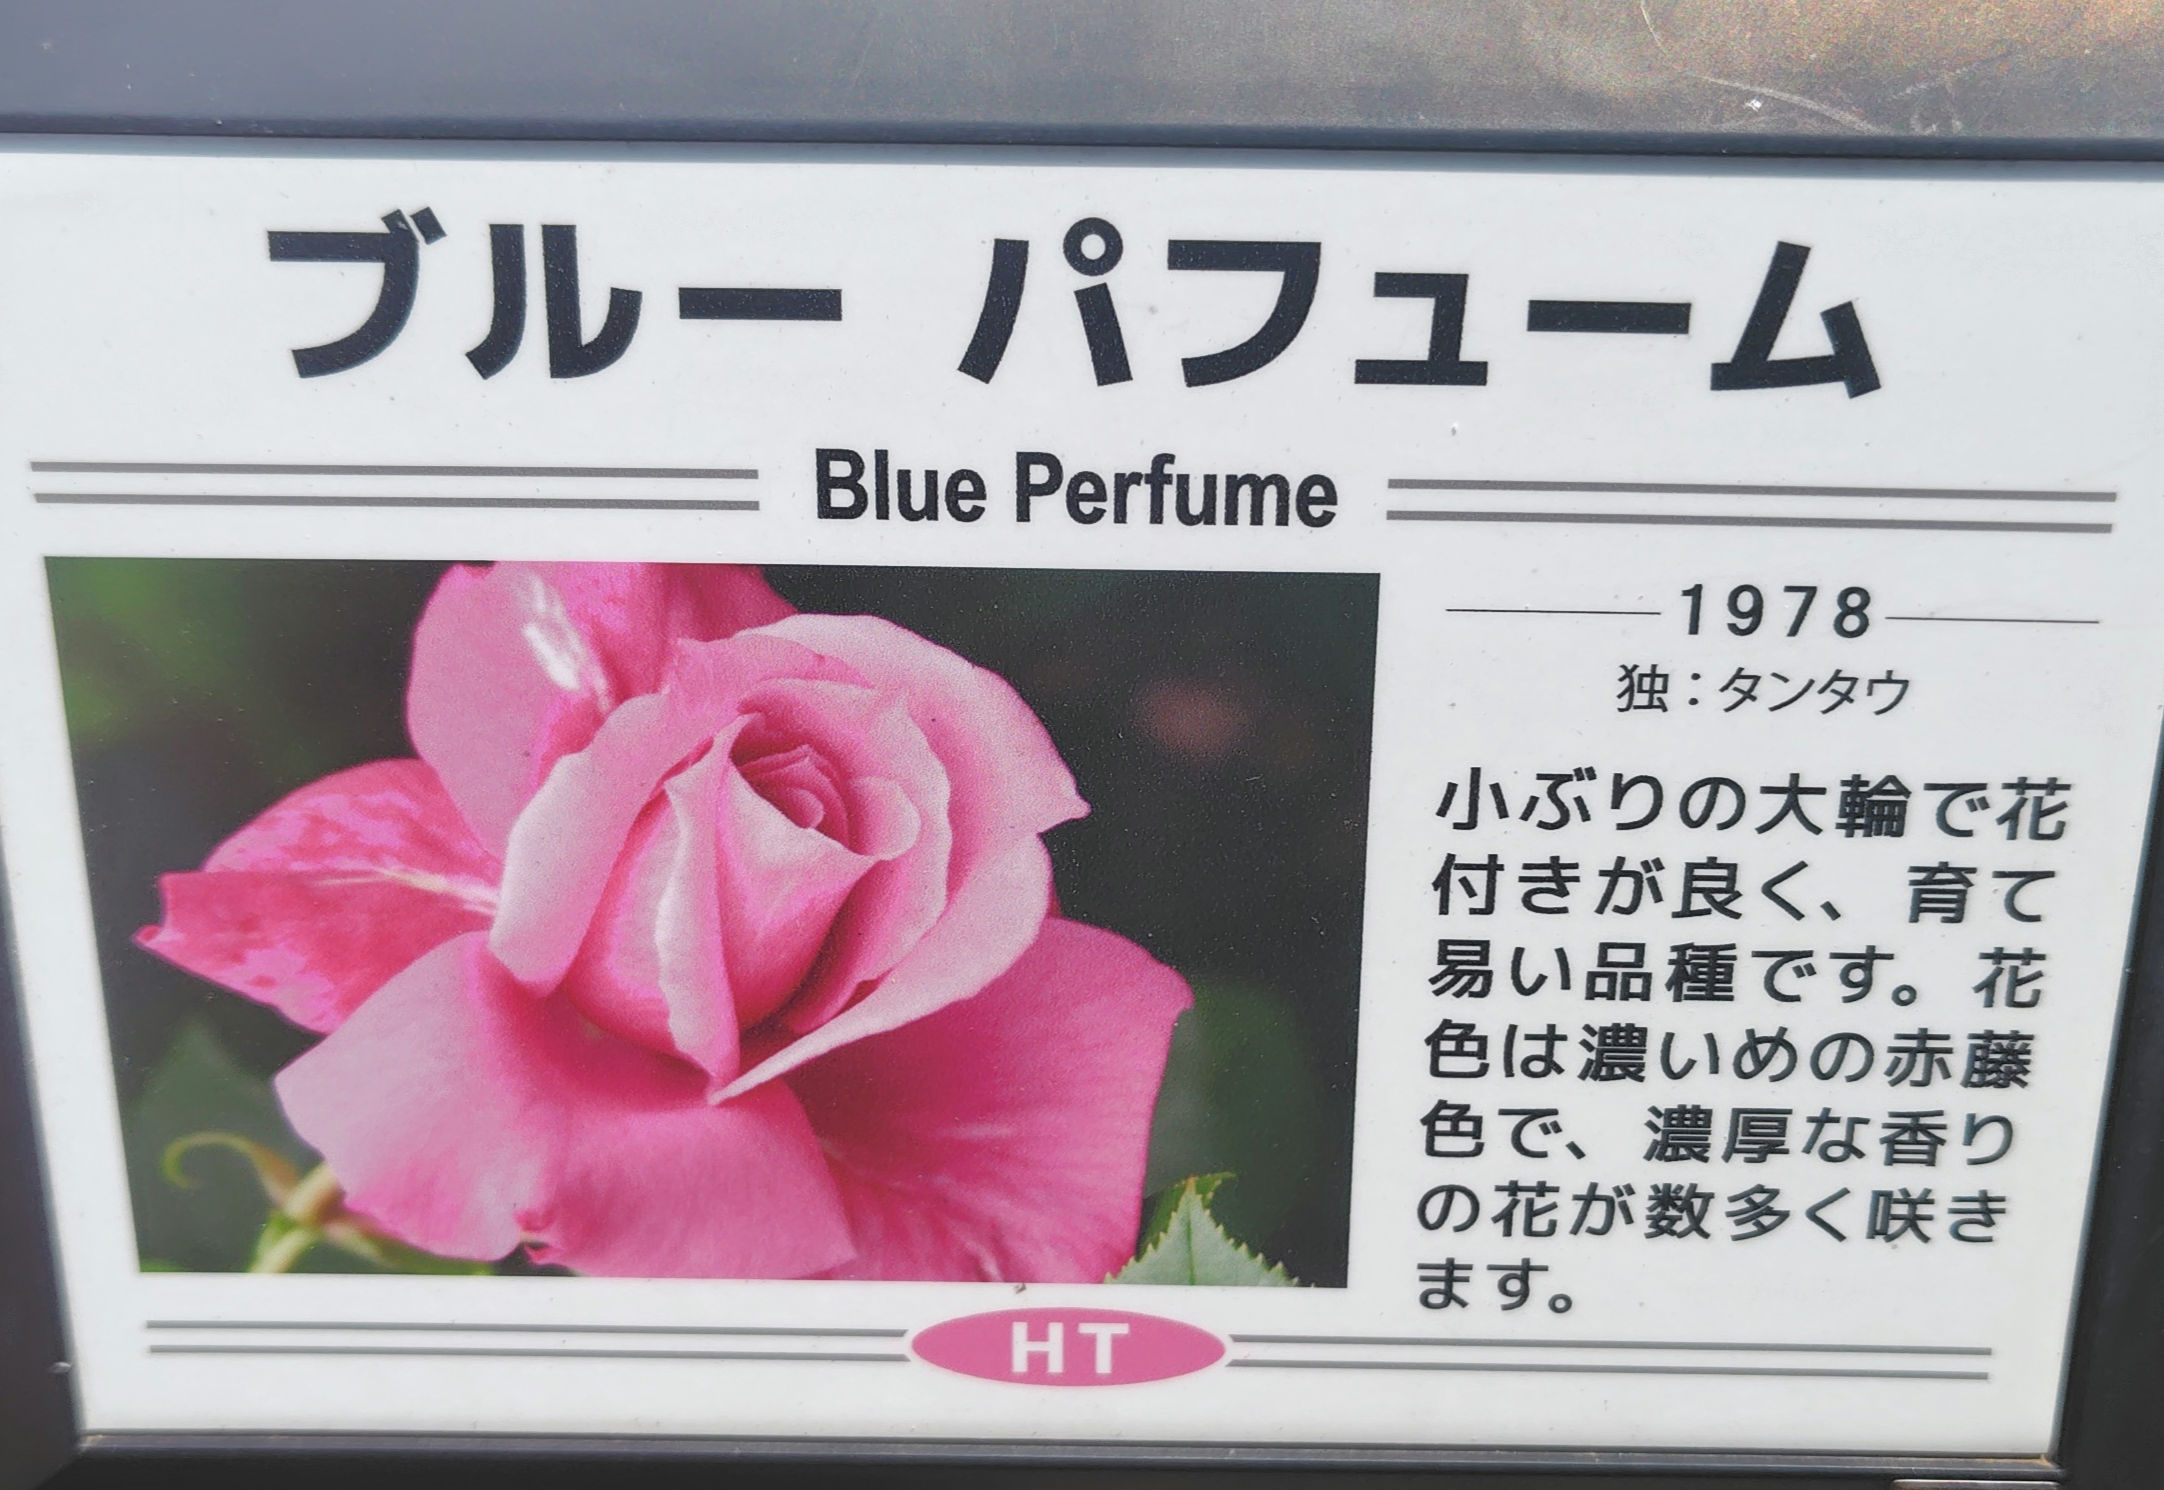 ブルー パフューム
Blue Perfume
1978
独：タンタウ
小ぶりの大輪で花
付きが良く、育て
易い品種です。花
色は濃いめの赤藤
色で、濃厚な香り
の花が数多く咲き
ます。
HT